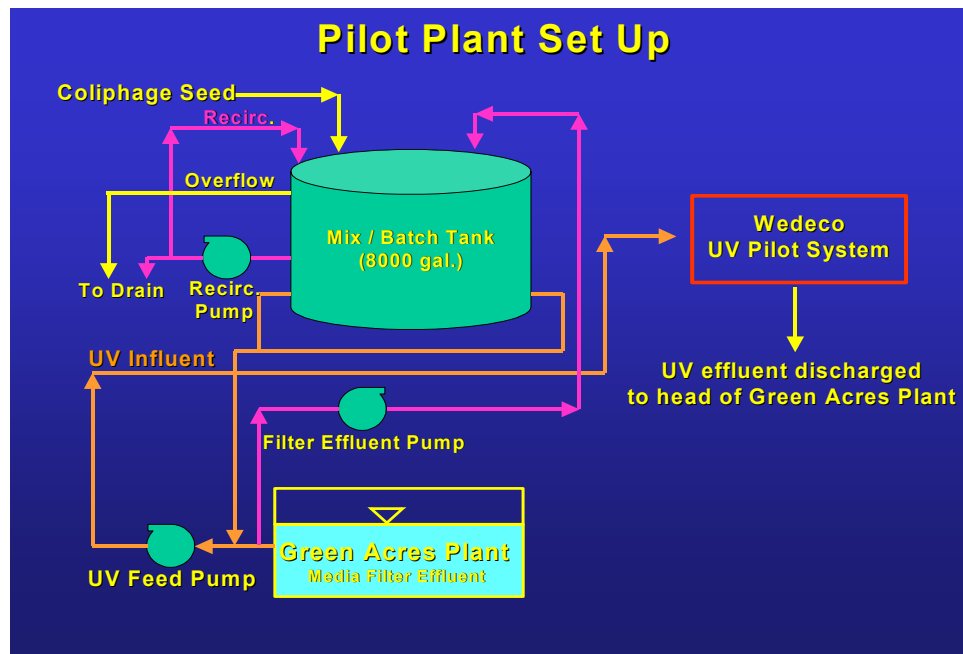 Pilot Plant Set Up
Coliphage Seed
Recirc.
Overflow
Mix / Batch Tank
(8000 gal.)
Wedeco
UV Pilot System
To Drain
Recirc.
Pump
UV Influent
UV effluent discharged
to head of Green Acres Plant
Filter Effluent Pump
Green Acres Plant
Media Filter Effluent
UV Feed Pump